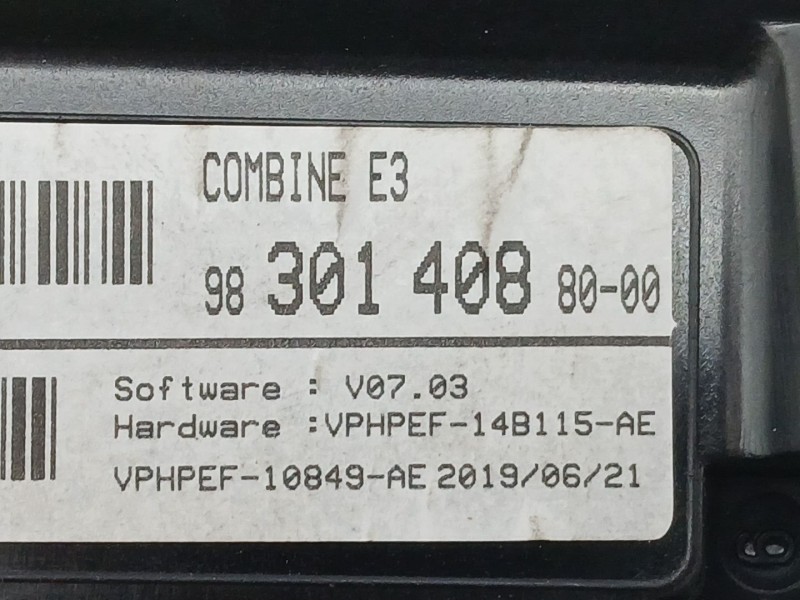 COMBINE E3
98 301 408 80-00
Software : V07.03
Hardware :VPHPEF-14B115-AE
VPHPEF-10849-AE 2019/06/21